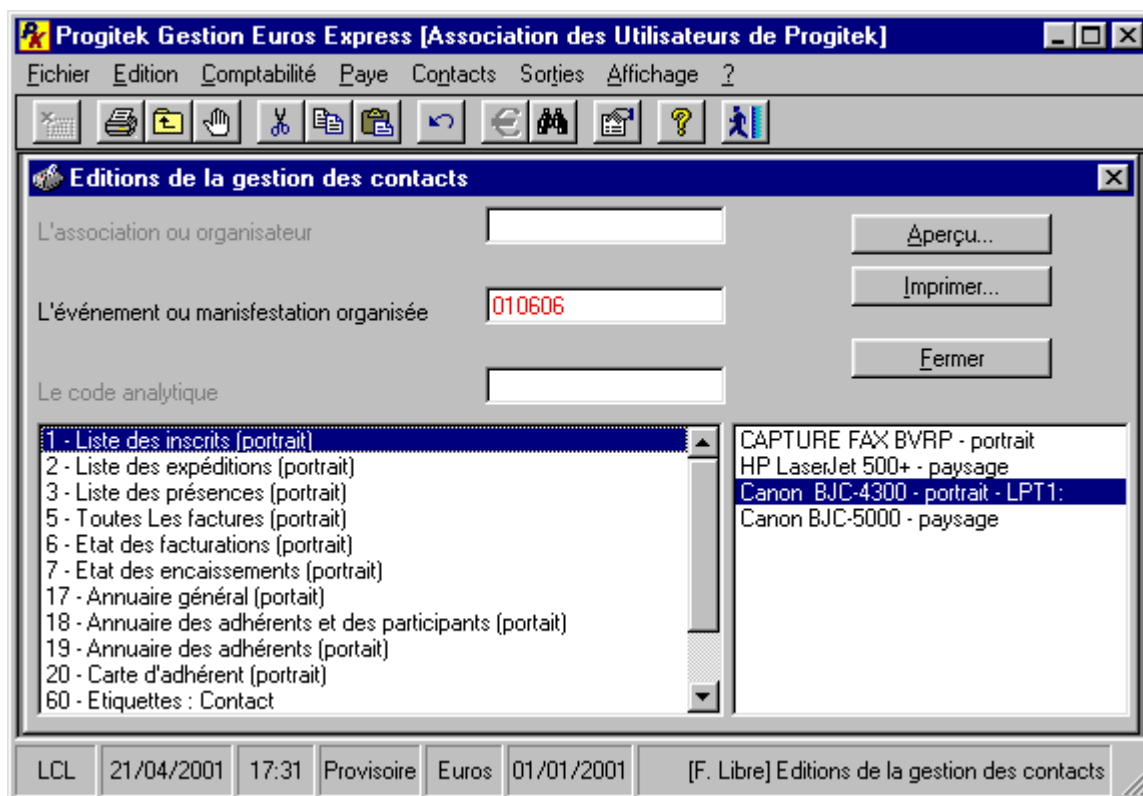 Progitek Gestion Euros Express [Association des Utilisateurs de Progitek]
Fichier Edition Comptabilité Paye Contacts Sorties Affichage ?
Editions de la gestion des contacts
L'association ou organisateur
Aperçu...
L'événement ou manisfestation organisée 010606
Imprimer...
Fermer
Le code analytique
1 - Liste des inscrits (portrait)
2 - Liste des expéditions (portrait)
3 - Liste des présences (portrait)
5 - Toutes Les factures (portrait)
6 - Etat des facturations (portrait)
7 - Etat des encaissements (portrait)
17 - Annuaire général (portait)
18 - Annuaire des adhérents et des participants (portait)
19 - Annuaire des adhérents (portait)
20 - Carte d'adhérent (portrait)
60 - Etiquettes : Contact
CAPTURE FAX BVRP - portrait
HP LaserJet 500+ - paysage
Canon BJC-4300 - portrait - LPT1:
Canon BJC-5000 - paysage
LCL 21/04/2001 17:31 Provisoire Euros 01/01/2001 [F. Libre] Editions de la gestion des contacts